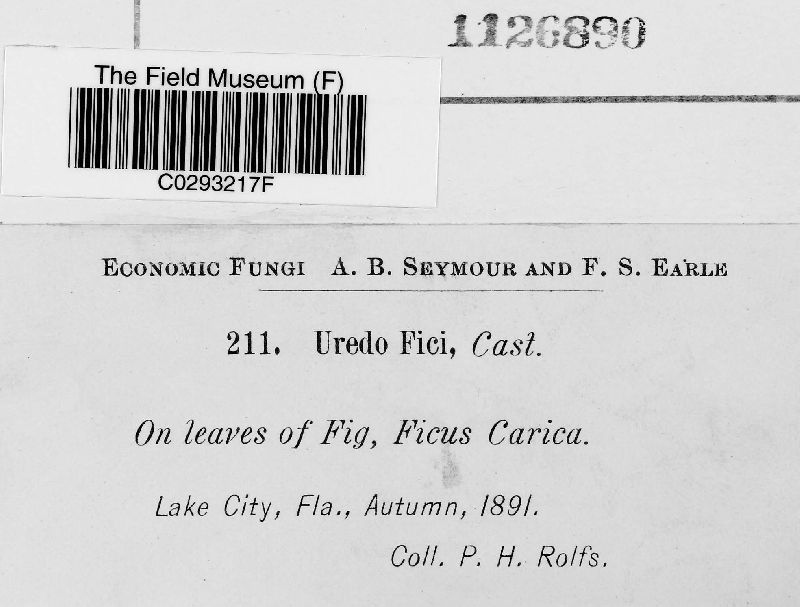 1126890
The Field Museum (F)
C0293217F
Economic Fungi A. B. Seymour and F. S. Earle
211. Uredo Fici, Cast.
On leaves of Fig, Ficus Carica.
Lake City, Fla., Autumn, 1891.
Coll. P. H. Rolfs.